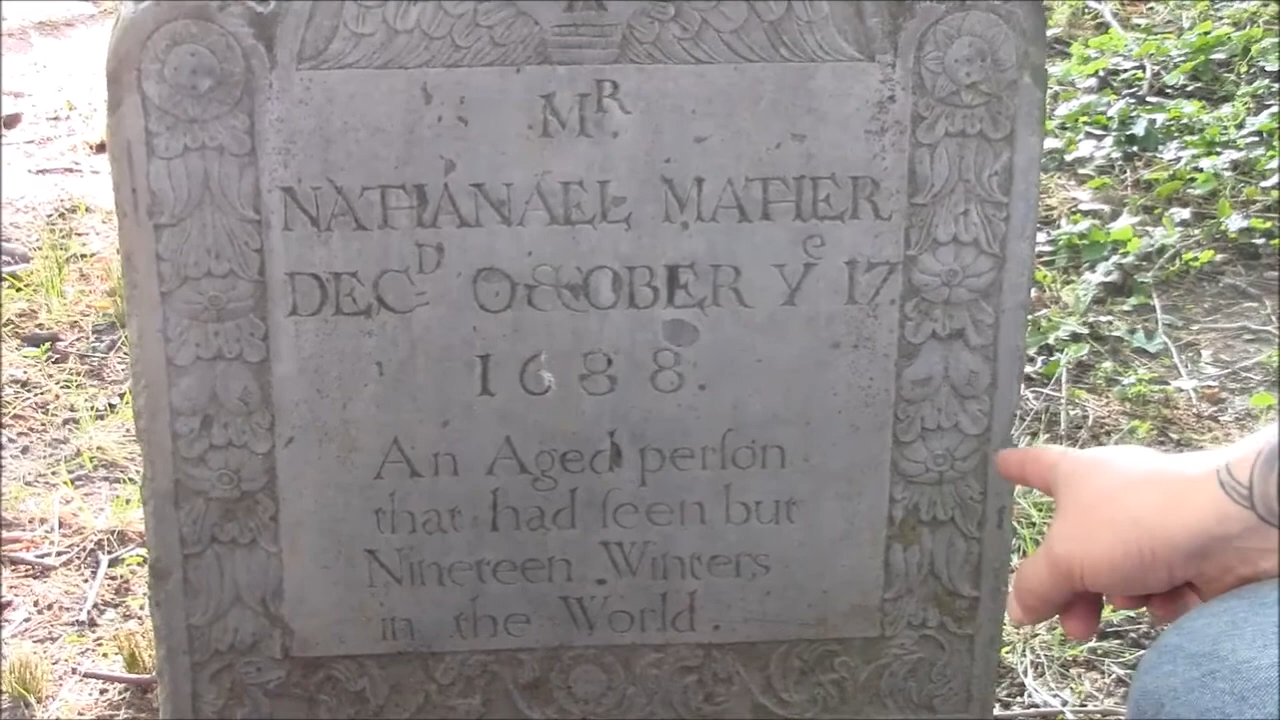 Mᴿ
NATHANAEL MATHER
DECᴰ OCTOBER Yᵉ 17
1688.
An Aged perſon
that had ſeen but
Nineteen Winters
in the World.